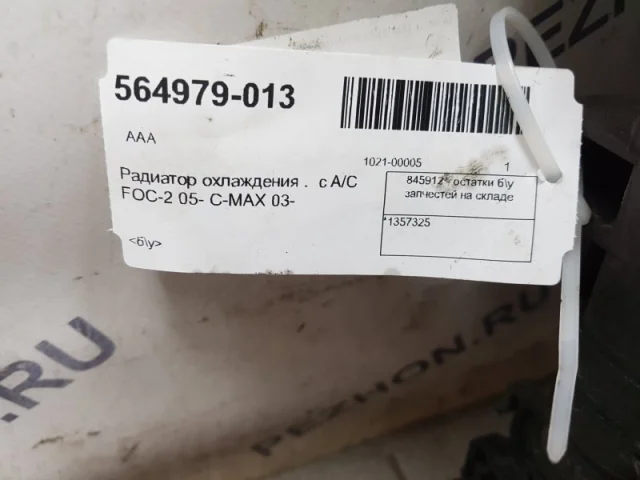 564979-013
AAA
1021-00005 1
Радиатор охлаждения . с A/C
FOC-2 05- C-MAX 03-
845912 остатки б\у
запчастей на складе
*1357325
<б\у>
PEZHON.RU